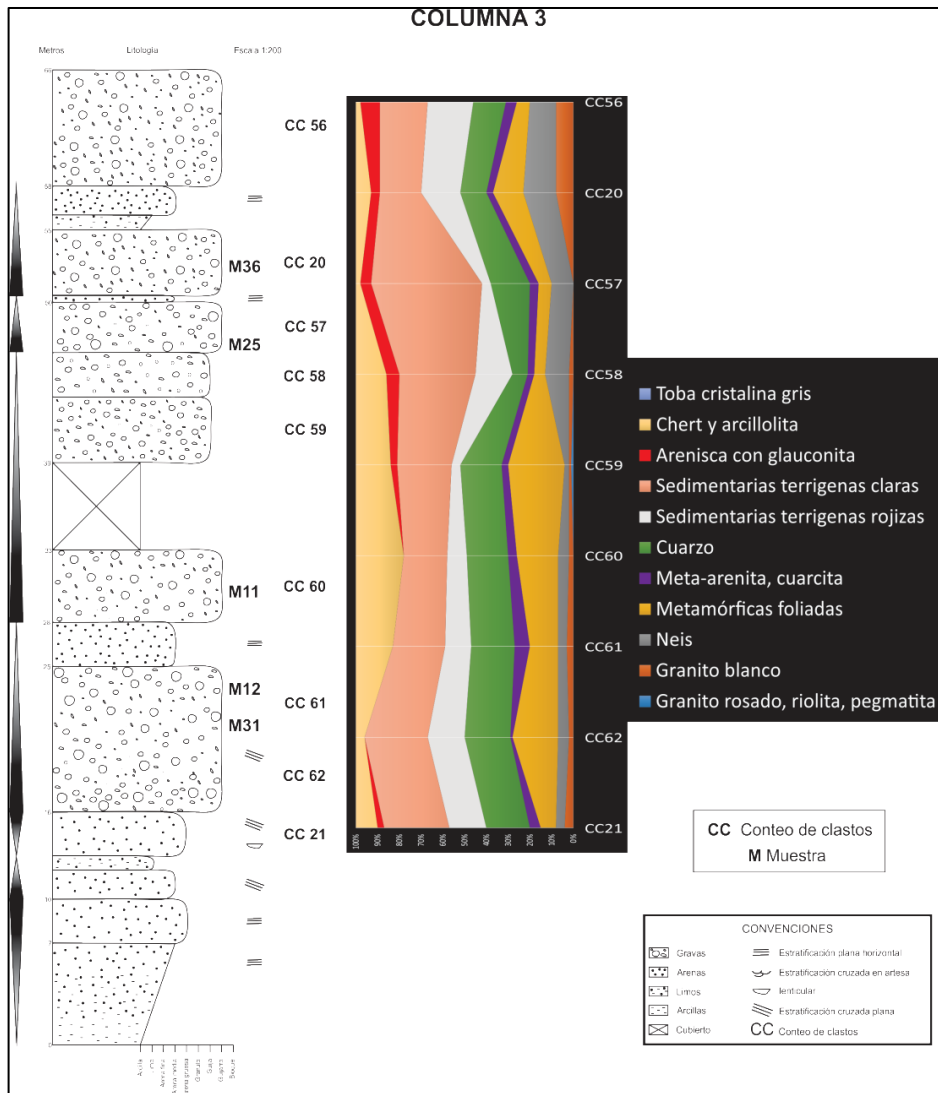 COLUMNA 3
Metros
Litología
Esca a 1:200
CC 56
M36
CC 20
CC 57
M25
CC 58
CC 59
M11
CC 60
M12
CC 61
M31
CC 62
CC 21
CC56
CC20
CC57
CC58
CC59
CC60
CC61
CC62
CC21
100%
90%
80%
70%
60%
50%
40%
30%
20%
10%
0%
Toba cristalina gris
Chert y arcillolita
Arenisca con glauconita
Sedimentarias terrigenas claras
Sedimentarias terrigenas rojizas
Cuarzo
Meta-arenita, cuarcita
Metamórficas foliadas
Neis
Granito blanco
Granito rosado, riolita, pegmatita
CC Conteo de clastos
M Muestra
CONVENCIONES
Gravas
Estratificación plana horizontal
Arenas
Estratificación cruzada en artesa
Limos
lenticular
Arcillas
Estratificación cruzada plana
Cubierto
CC Conteo de clastos